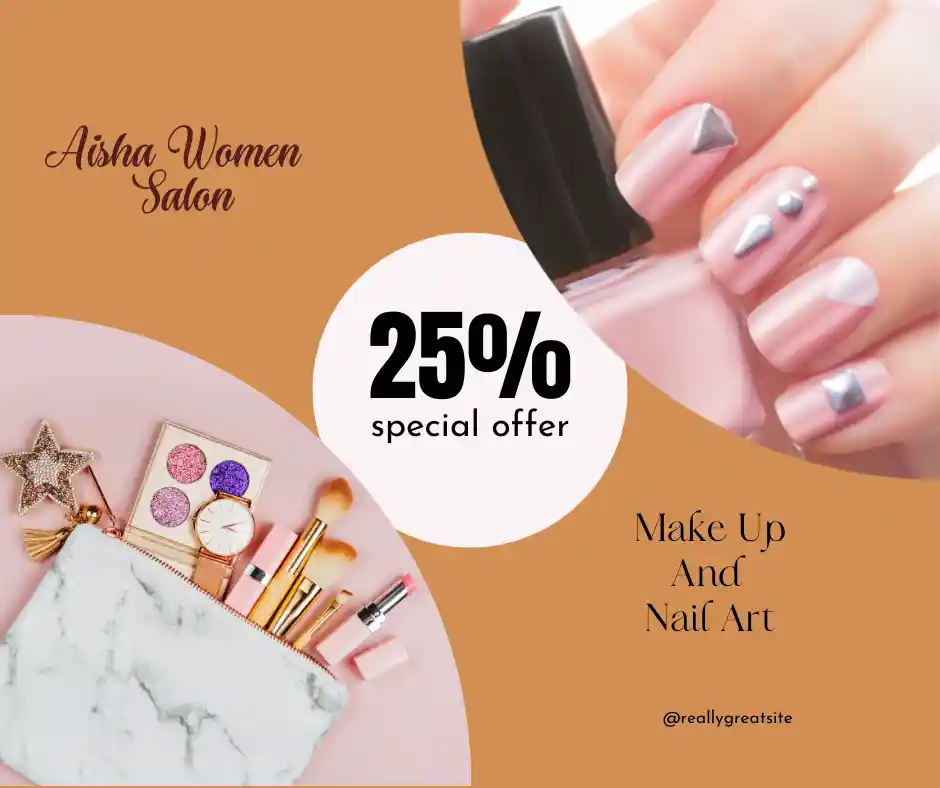 Aisha Women
Salon
25%
special offer
Make Up
And
Nail Art
@reallygreatsite